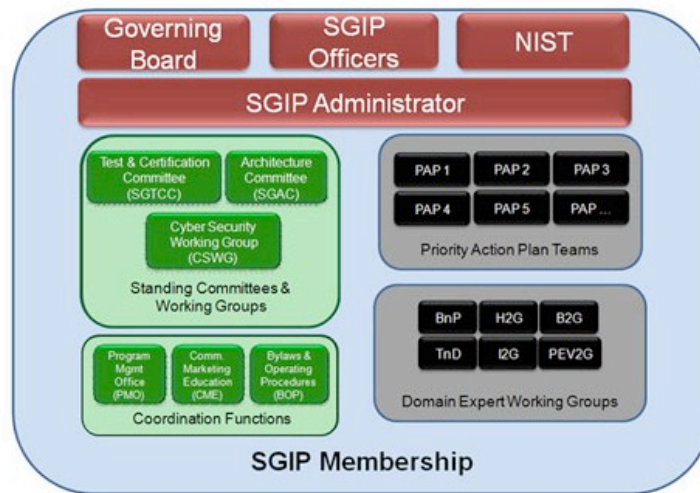 Governing
Board
SGIP
Officers
NIST
SGIP Administrator
Test & Certification
Committee
(SGTCC)
Architecture
Committee
(SGAC)
Cyber Security
Working Group
(CSWG)
Standing Committees &
Working Groups
PAP 1
PAP 2
PAP 3
PAP 4
PAP 5
PAP ...
Priority Action Plan Teams
Program
Mgmt
Office
(PMO)
Comm.
Marketing
Education
(CME)
Bylaws &
Operating
Procedures
(BOP)
Coordination Functions
BnP
H2G
B2G
TnD
I2G
PEV2G
Domain Expert Working Groups
SGIP Membership